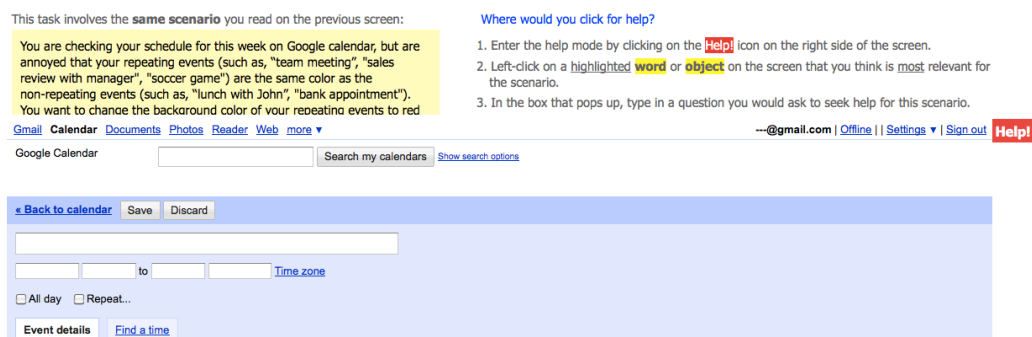 This task involves the same scenario you read on the previous screen:
You are checking your schedule for this week on Google calendar, but are
annoyed that your repeating events (such as, “team meeting”, "sales
review with manager", "soccer game") are the same color as the
non-repeating events (such as, “lunch with John”, "bank appointment").
You want to change the background color of your repeating events to red
Where would you click for help?
1. Enter the help mode by clicking on the Help! icon on the right side of the screen.
2. Left-click on a highlighted word or object on the screen that you think is most relevant for
the scenario.
3. In the box that pops up, type in a question you would ask to seek help for this scenario.
Gmail Calendar Documents Photos Reader Web more ▼
---@gmail.com | Offline | | Settings ▼ | Sign out
Help!
Google Calendar
Search my calendars
Show search options
« Back to calendar
Save
Discard
to
Time zone
All day
Repeat...
Event details
Find a time